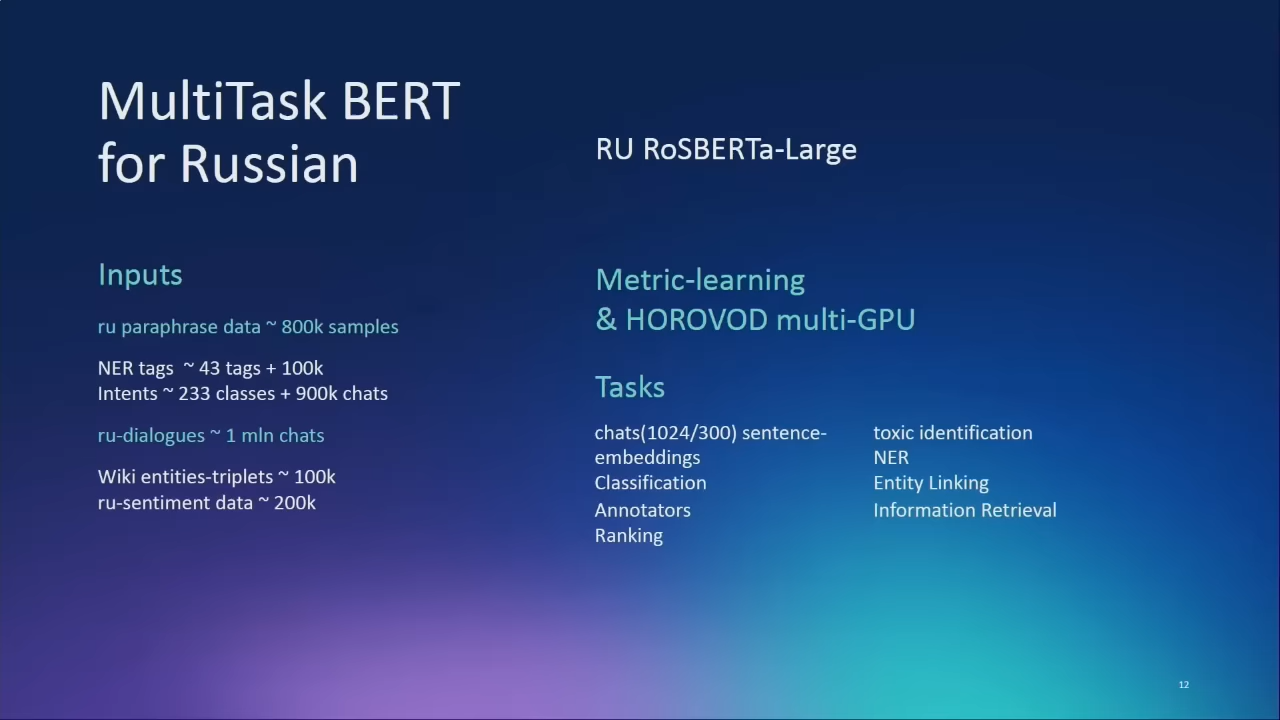 MultiTask BERT
for Russian
RU RoSBERTa-Large
Inputs
ru paraphrase data ~ 800k samples
NER tags ~ 43 tags + 100k
Intents ~ 233 classes + 900k chats
ru-dialogues ~ 1 mln chats
Wiki entities-triplets ~ 100k
ru-sentiment data ~ 200k
Metric-learning
& HOROVOD multi-GPU
Tasks
chats(1024/300) sentence-
embeddings
Classification
Annotators
Ranking
toxic identification
NER
Entity Linking
Information Retrieval
12